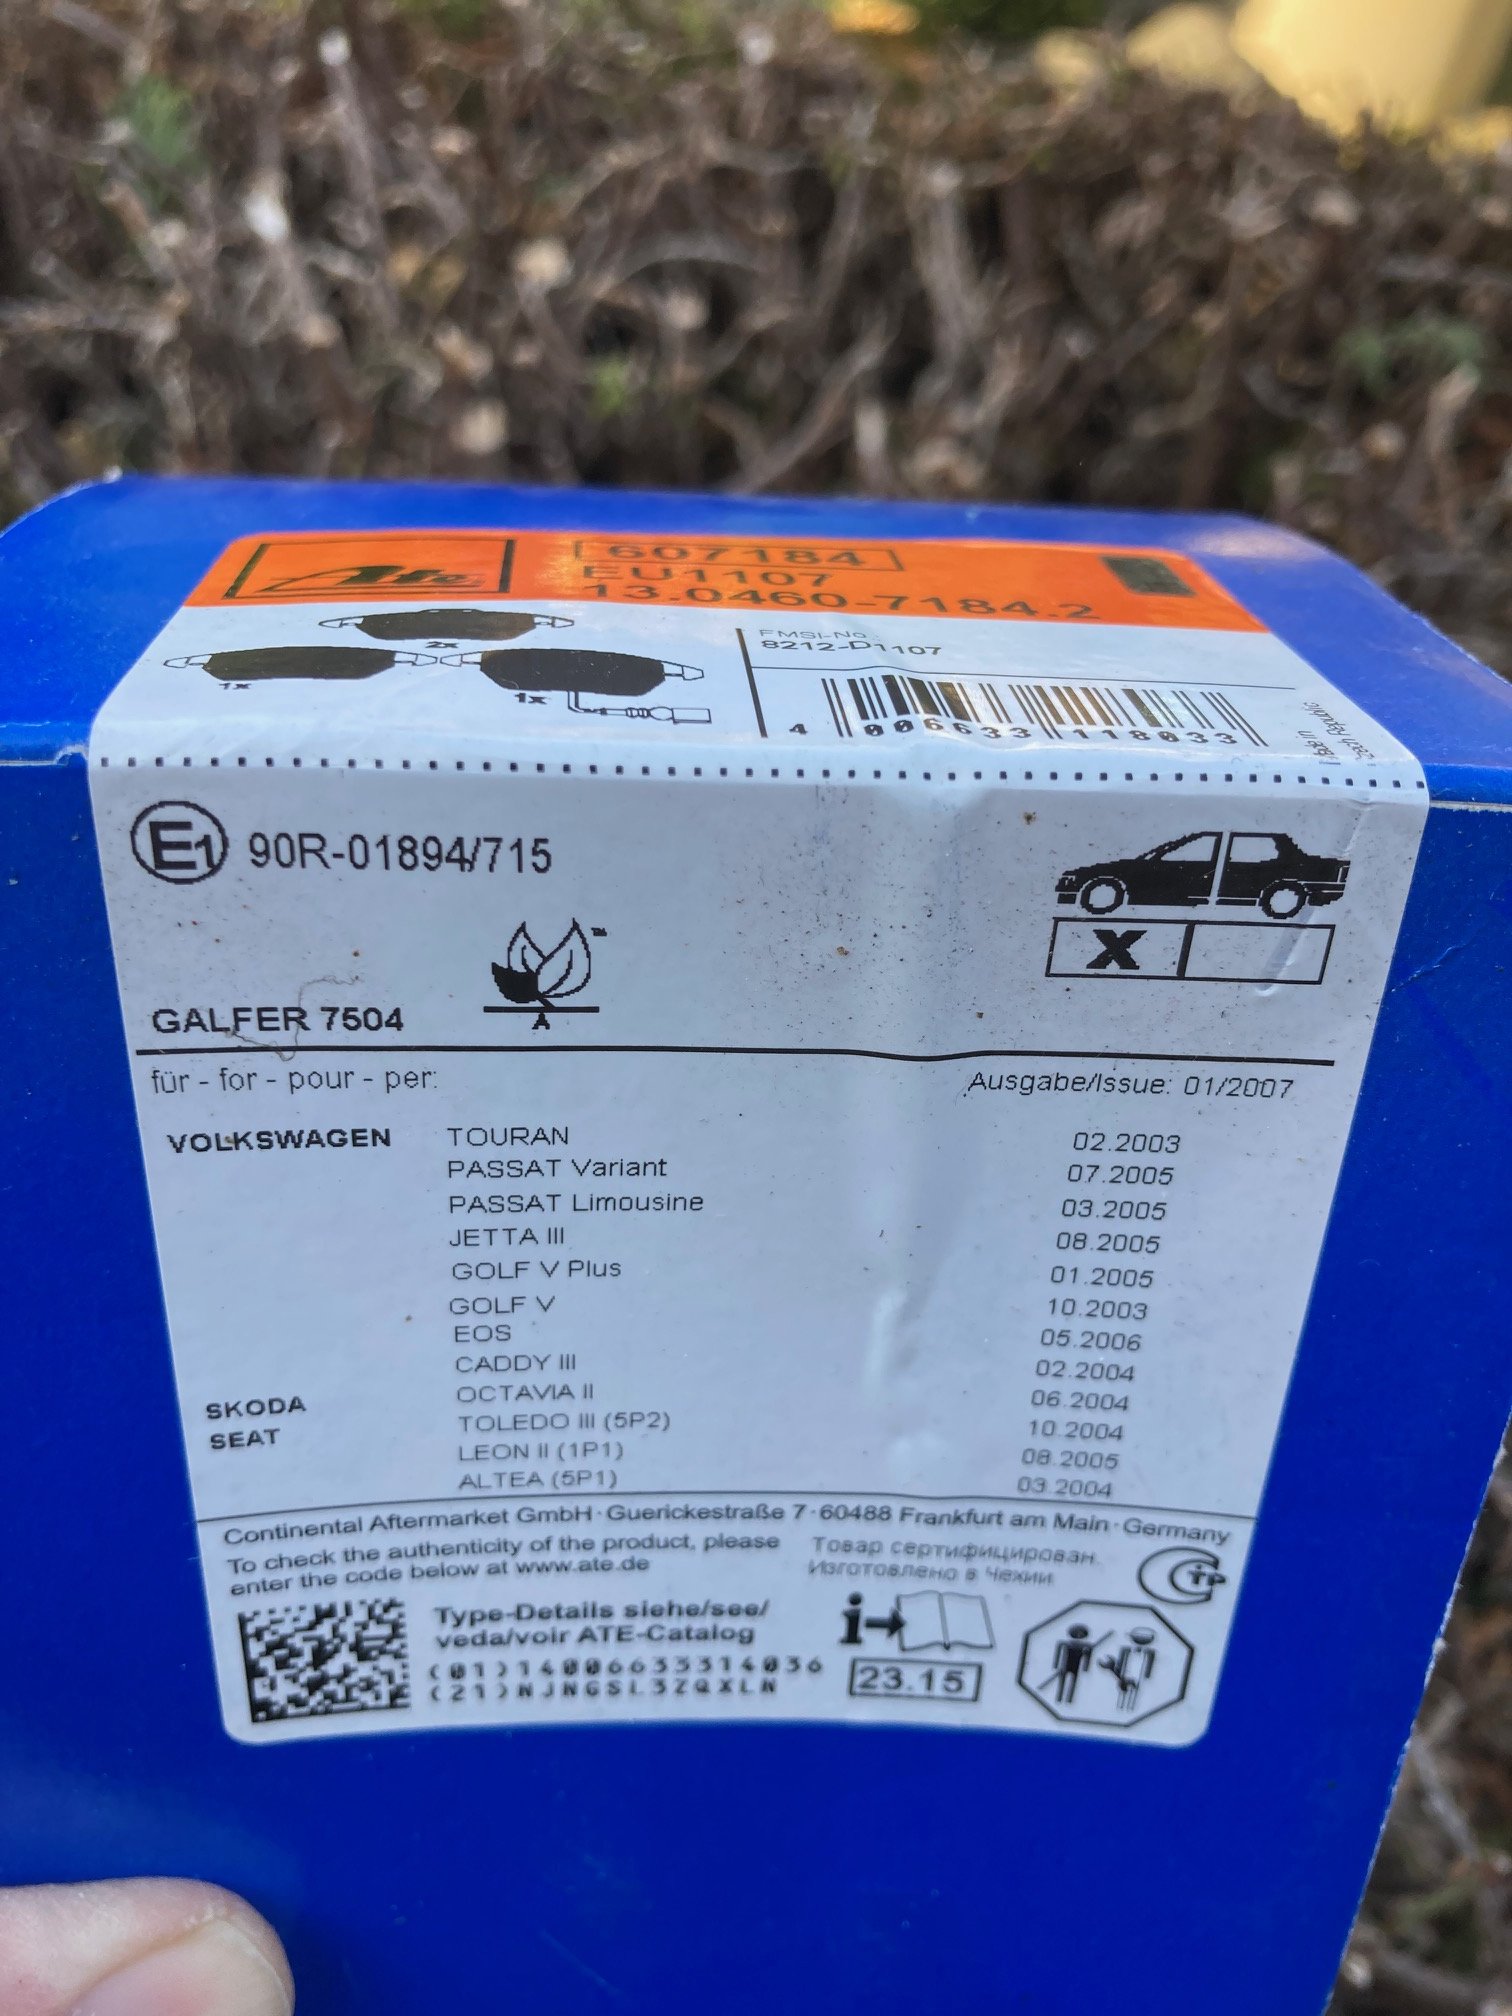 Ate
607184
EU1107
13.0460-7184.2
2x
1x
1x
FMSI-No.:
8212-D1107
4 006633 118033
Made in
Czech Republic
E1 90R-01894/715
X
™
A
GALFER 7504
für - for - pour - per: Ausgabe/Issue: 01/2007
VOLKSWAGEN TOURAN 02.2003
PASSAT Variant 07.2005
PASSAT Limousine 03.2005
JETTA III 08.2005
GOLF V Plus 01.2005
GOLF V 10.2003
EOS 05.2006
CADDY III 02.2004
SKODA OCTAVIA II 06.2004
SEAT TOLEDO III (5P2) 10.2004
LEON II (1P1) 08.2005
ALTEA (5P1) 03.2004
Continental Aftermarket GmbH · Guerickestraße 7 · 60488 Frankfurt am Main · Germany
To check the authenticity of the product, please
enter the code below at www.ate.de
Товар сертифицирован.
Изготовлено в Чехии
Type-Details siehe/see/
veda/voir ATE-Catalog
(01)14006633314036
(21)NJNGSL3ZQXLN
i
23.15